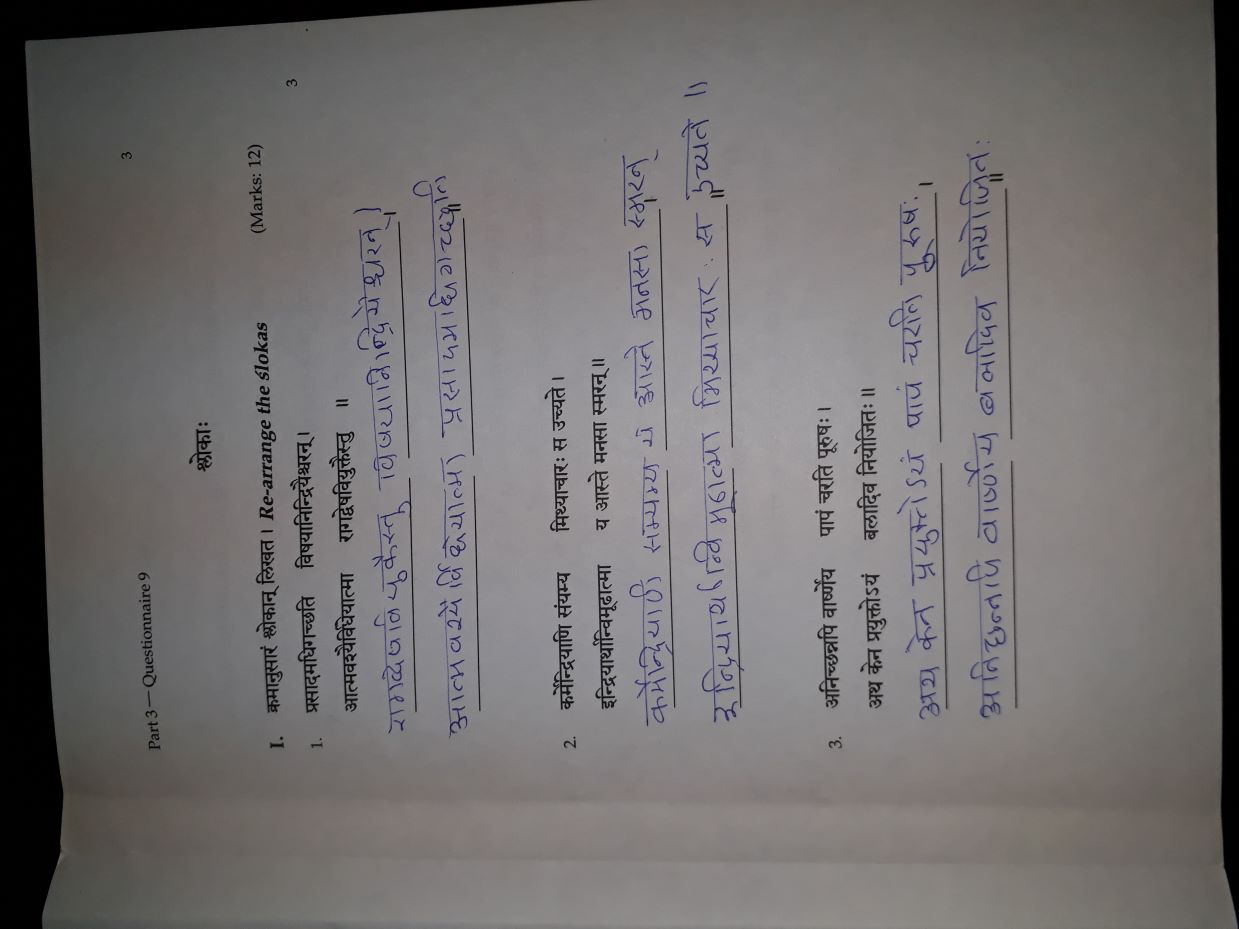 3
Part 3 — Questionnaire 9
श्लोकाः
I. क्रमानुसारं श्लोकान् लिखत। Re-arrange the ślokas (Marks: 12)
3
1. प्रसादमधिगच्छति विषयानिन्द्रियैश्चरन्।
आत्मवश्यैर्विधेयात्मा रागद्वेषवियुक्तैस्तु ॥
रागद्वेषवियुक्तैस्तु विषयानिन्द्रियैश्चरन्।
आत्मवश्यैर्विधेयात्मा प्रसादमधिगच्छति ॥
2. कर्मेन्द्रियाणि संयम्य मिथ्याचारः स उच्यते।
इन्द्रियार्थान्विमूढात्मा य आस्ते मनसा स्मरन्॥
कर्मेन्द्रियाणि सम्यम्य य आस्ते मनसा स्मरन्।
इन्द्रियार्थान्विमूढात्मा मिथ्याचारः स उच्यते ॥
3. अनिच्छन्नपि वार्ष्णेय पापं चरति पूरुषः।
अथ केन प्रयुक्तोऽयं बलादिव नियोजितः॥
अथ केन प्रयुक्तोऽयं पापं चरति पूरुषः।
अनिछन्नपि वार्ष्णेय बलादिव नियोजितः॥